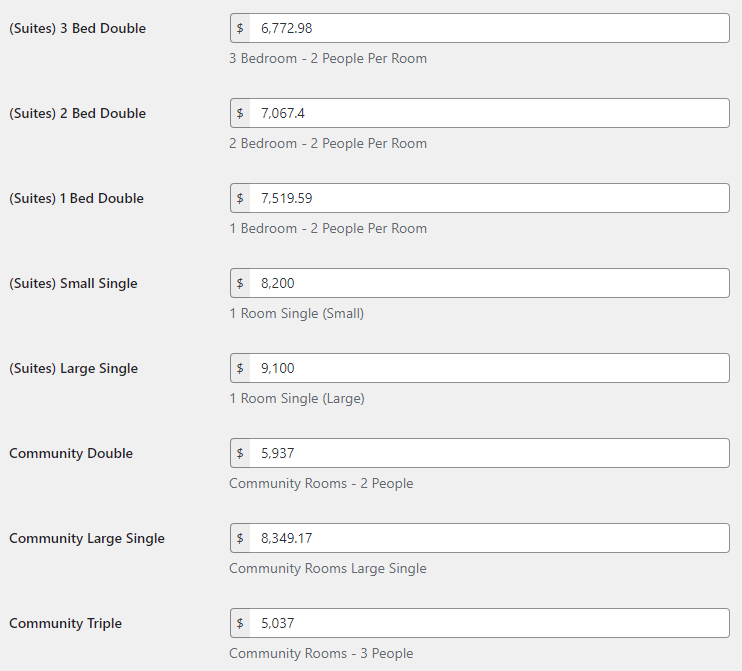 (Suites) 3 Bed Double
$ 6,772.98
3 Bedroom - 2 People Per Room
(Suites) 2 Bed Double
$ 7,067.4
2 Bedroom - 2 People Per Room
(Suites) 1 Bed Double
$ 7,519.59
1 Bedroom - 2 People Per Room
(Suites) Small Single
$ 8,200
1 Room Single (Small)
(Suites) Large Single
$ 9,100
1 Room Single (Large)
Community Double
$ 5,937
Community Rooms - 2 People
Community Large Single
$ 8,349.17
Community Rooms Large Single
Community Triple
$ 5,037
Community Rooms - 3 People